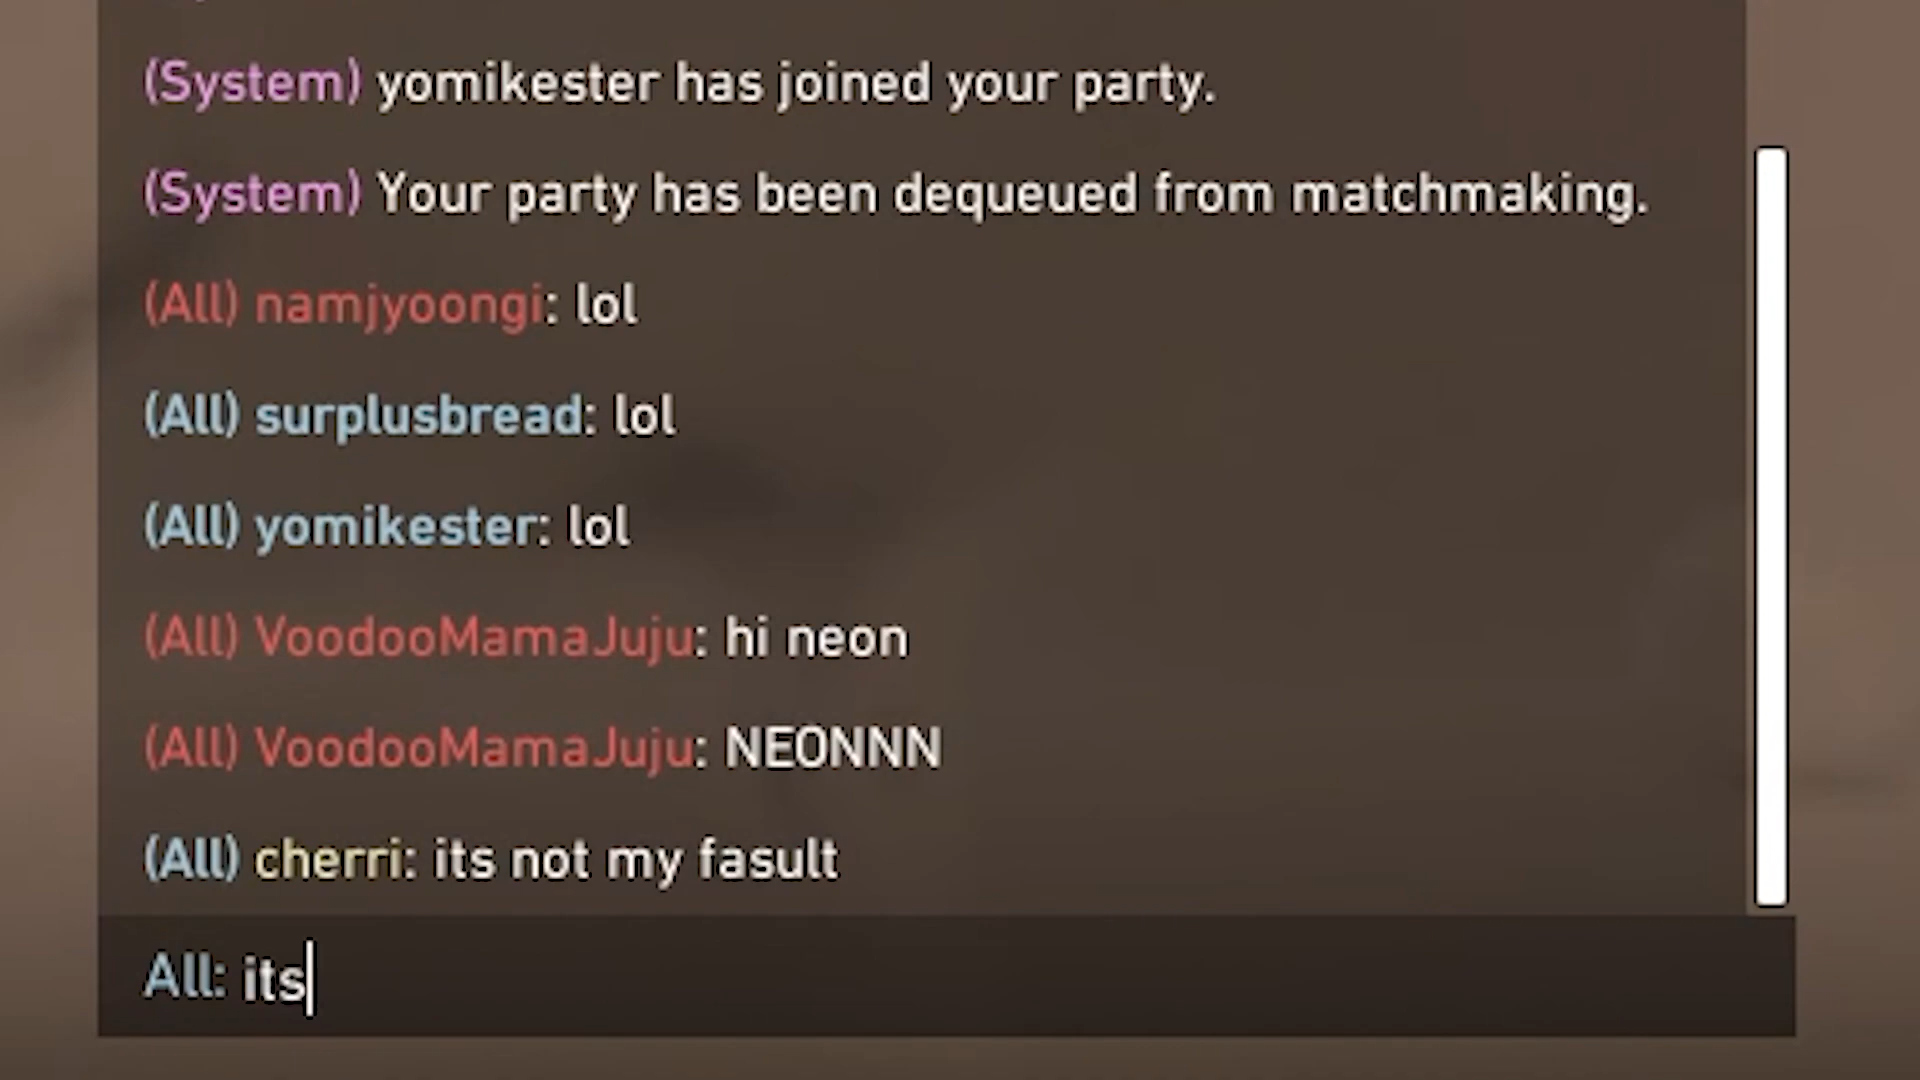 (System) yomikester has joined your party.
(System) Your party has been dequeued from matchmaking.
(All) namjyoongi: lol
(All) surplusbread: lol
(All) yomikester: lol
(All) VoodooMamaJuju: hi neon
(All) VoodooMamaJuju: NEONNN
(All) cherri: its not my fasult
All: its